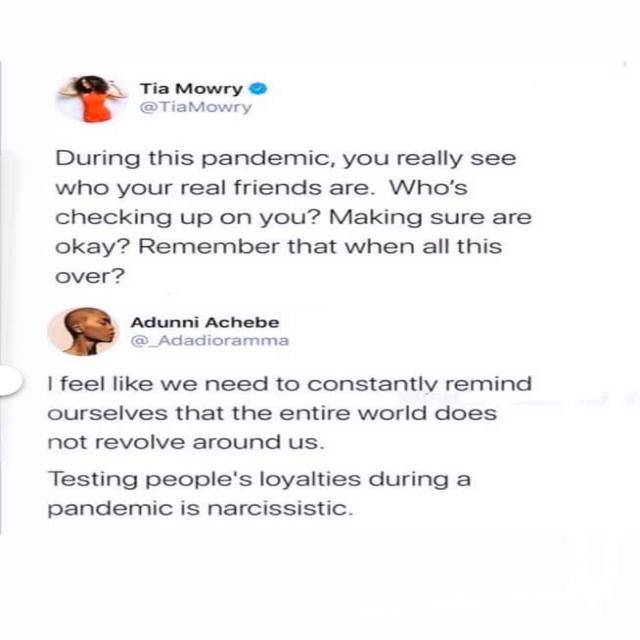 Tia Mowry
@TiaMowry
During this pandemic, you really see
who your real friends are. Who's
checking up on you? Making sure are
okay? Remember that when all this
over?
Adunni Achebe
@_Adadioramma
I feel like we need to constantly remind
ourselves that the entire world does
not revolve around us.
Testing people's loyalties during a
pandemic is narcissistic.